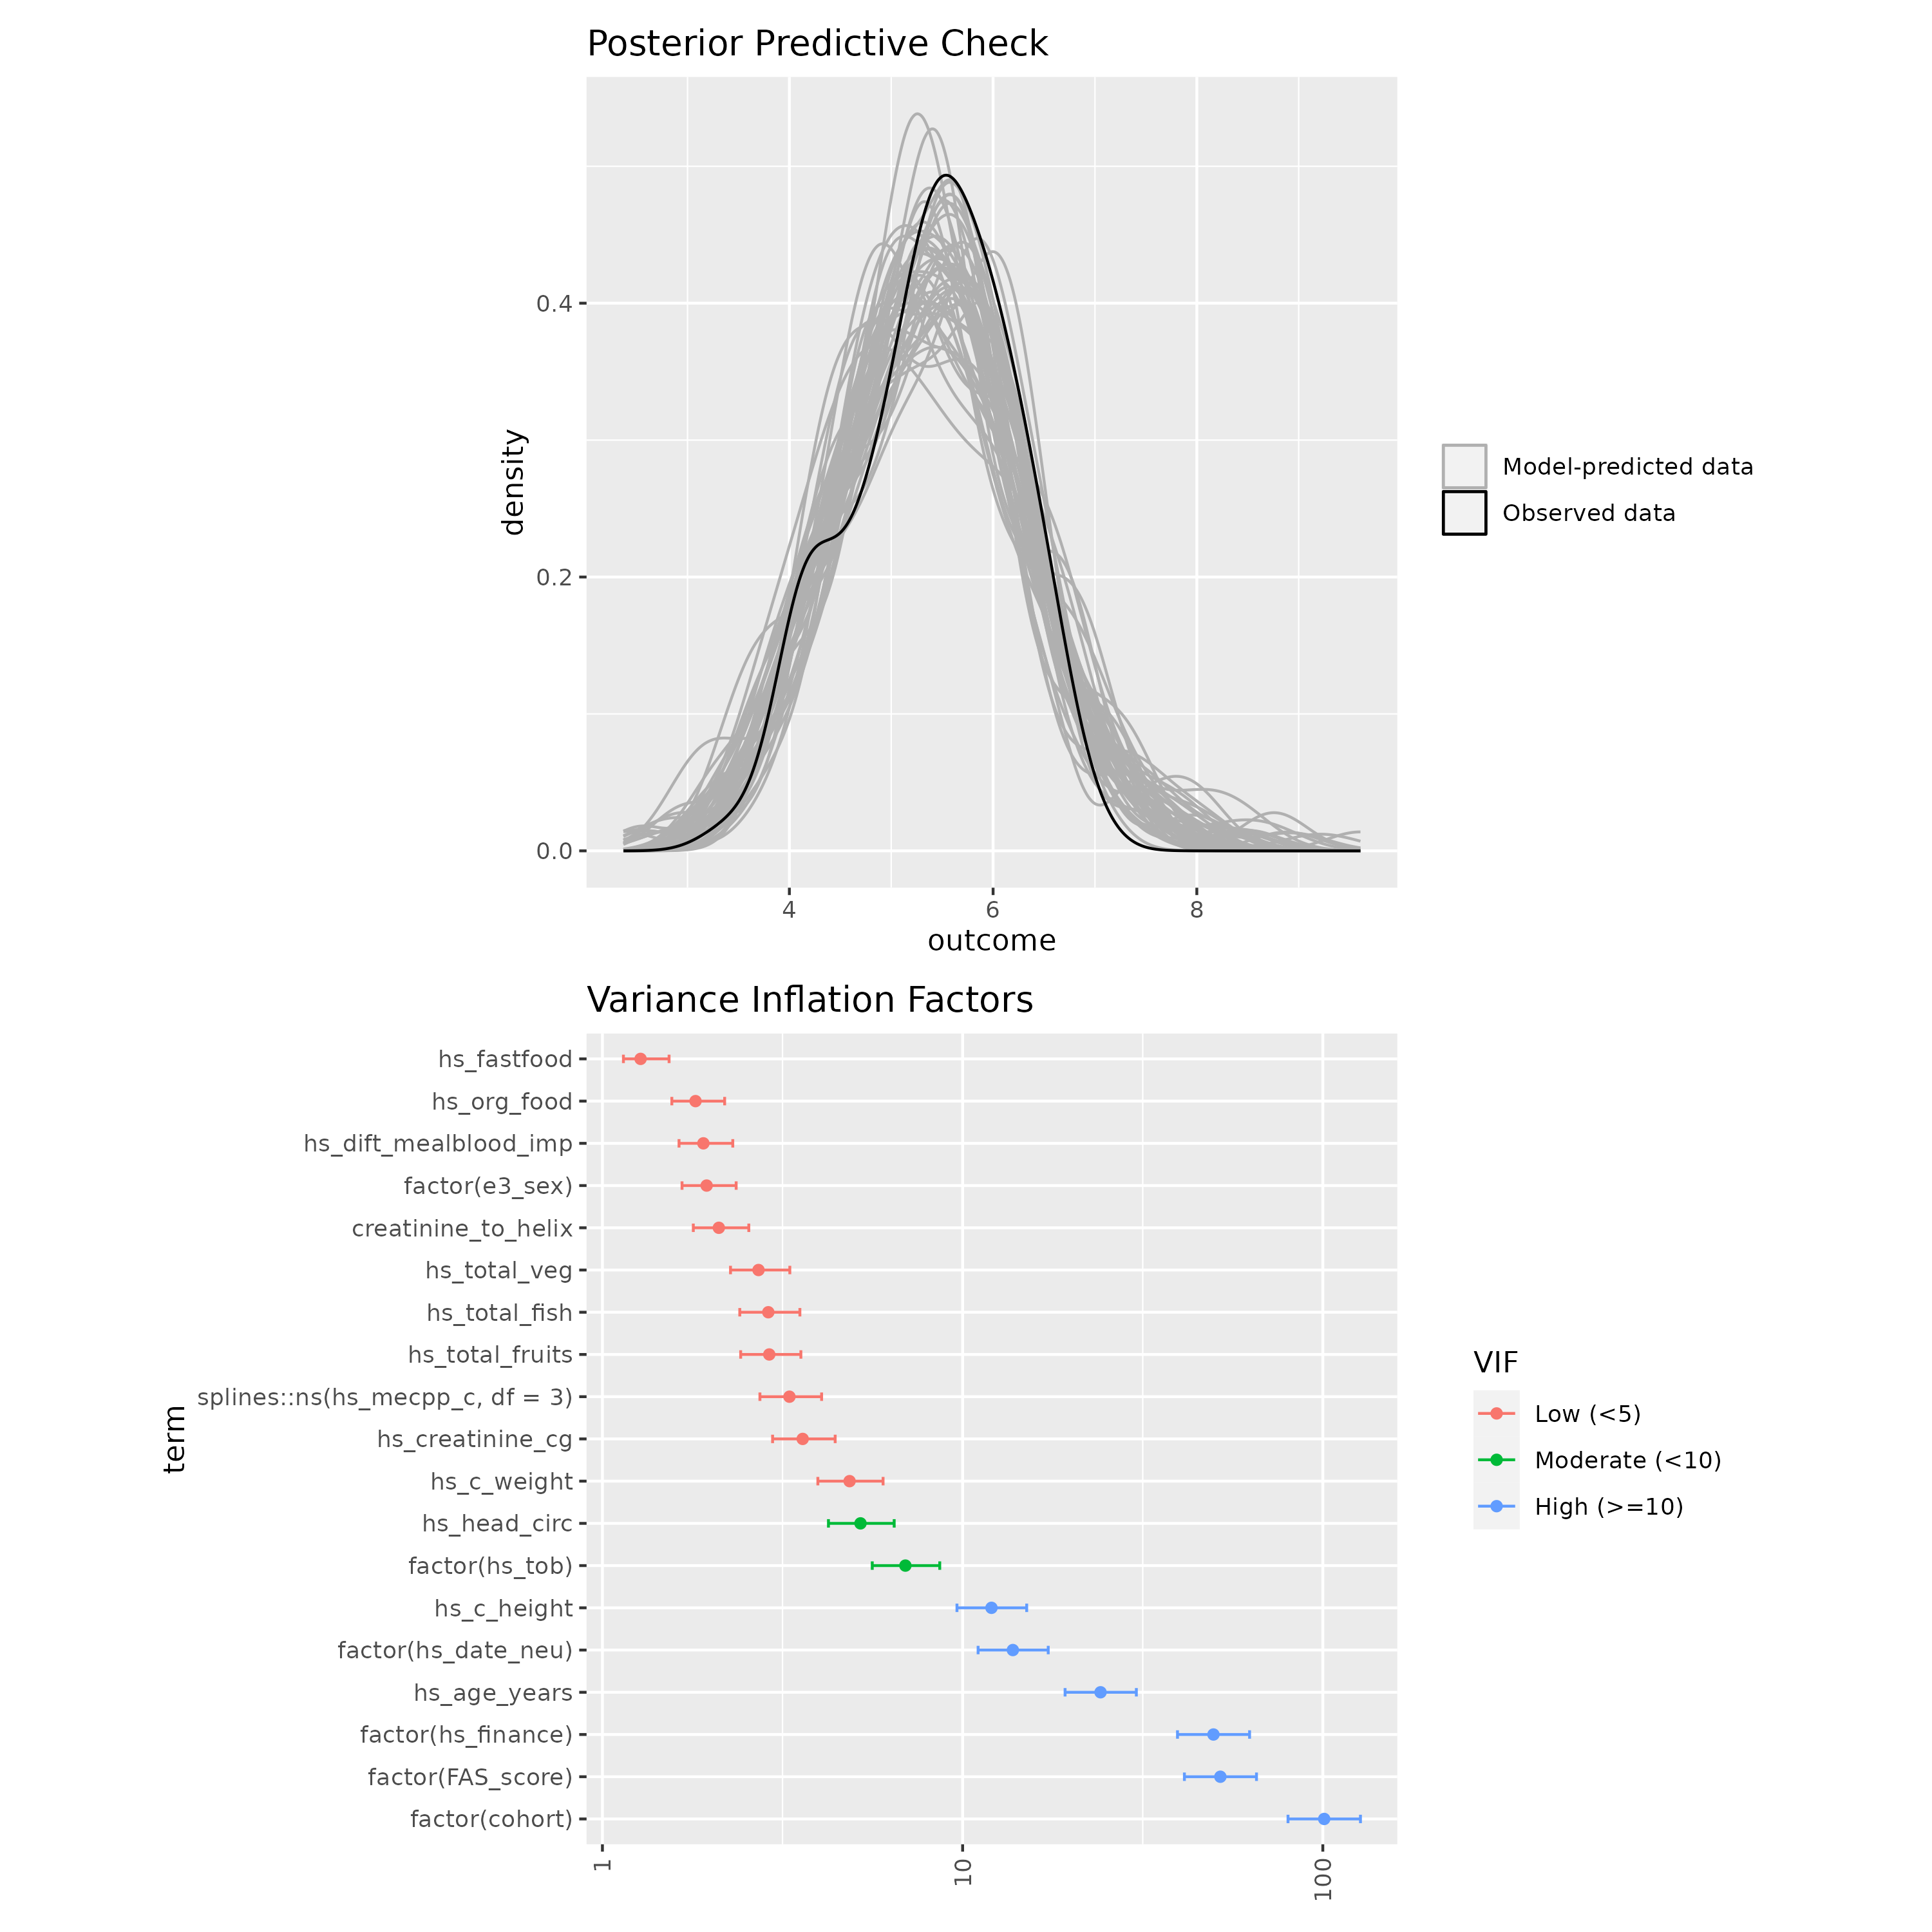 Posterior Predictive Check
density
0.4
0.2
0.0
4
6
8
outcome
Model-predicted data
Observed data
Variance Inflation Factors
term
hs_fastfood
hs_org_food
hs_dift_mealblood_imp
factor(e3_sex)
creatinine_to_helix
hs_total_veg
hs_total_fish
hs_total_fruits
splines::ns(hs_mecpp_c, df = 3)
hs_creatinine_cg
hs_c_weight
hs_head_circ
factor(hs_tob)
hs_c_height
factor(hs_date_neu)
hs_age_years
factor(hs_finance)
factor(FAS_score)
factor(cohort)
1
10
100
VIF
Low (<5)
Moderate (<10)
High (>=10)